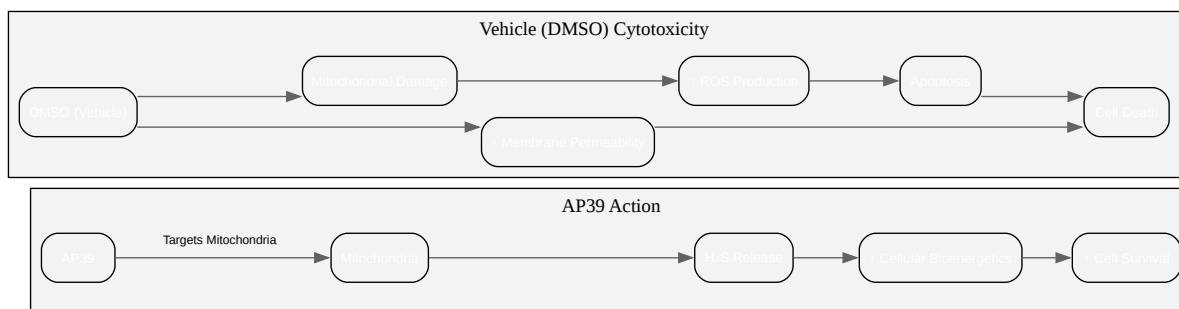 Vehicle (DMSO) Cytotoxicity
DMSO (Vehicle)
Mitochondrial Damage
↑ ROS Production
Apoptosis
↑ Membrane Permeability
Cell Death
AP39 Action
AP39
Targets Mitochondria
Mitochondria
H₂S Release
↑ Cellular Bioenergetics
↑ Cell Survival